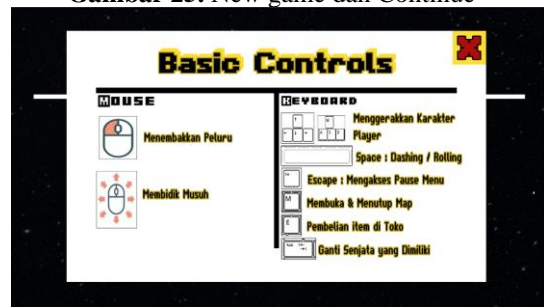 Gambar 25. New game dan Continue
Basic Controls
MOUSE
Menembakkan Peluru
Membidik Musuh
KEYBOARD
Menggerakkan Karakter
Player
Space : Dashing / Rolling
Escape : Mengakses Pause Menu
M
Membuka & Menutup Map
E
Pembelian item di Toko
Ganti Senjata yang Dimiliki